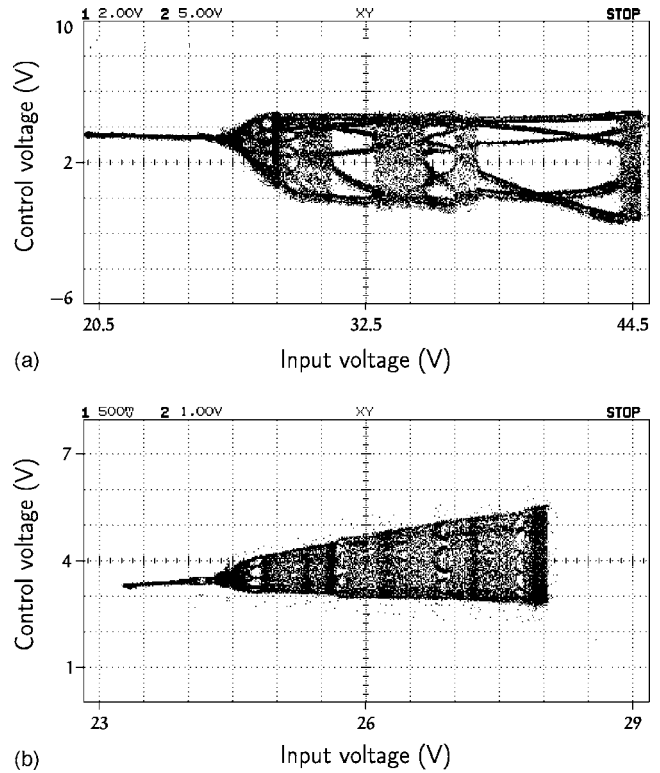 1 2.00V 2 5.00V XY STOP
10
2
−6
Control voltage (V)
20.5 32.5 44.5
(a) Input voltage (V)
1 500m̈V 2 1.00V XY STOP
7
4
1
Control voltage (V)
23 26 29
(b) Input voltage (V)